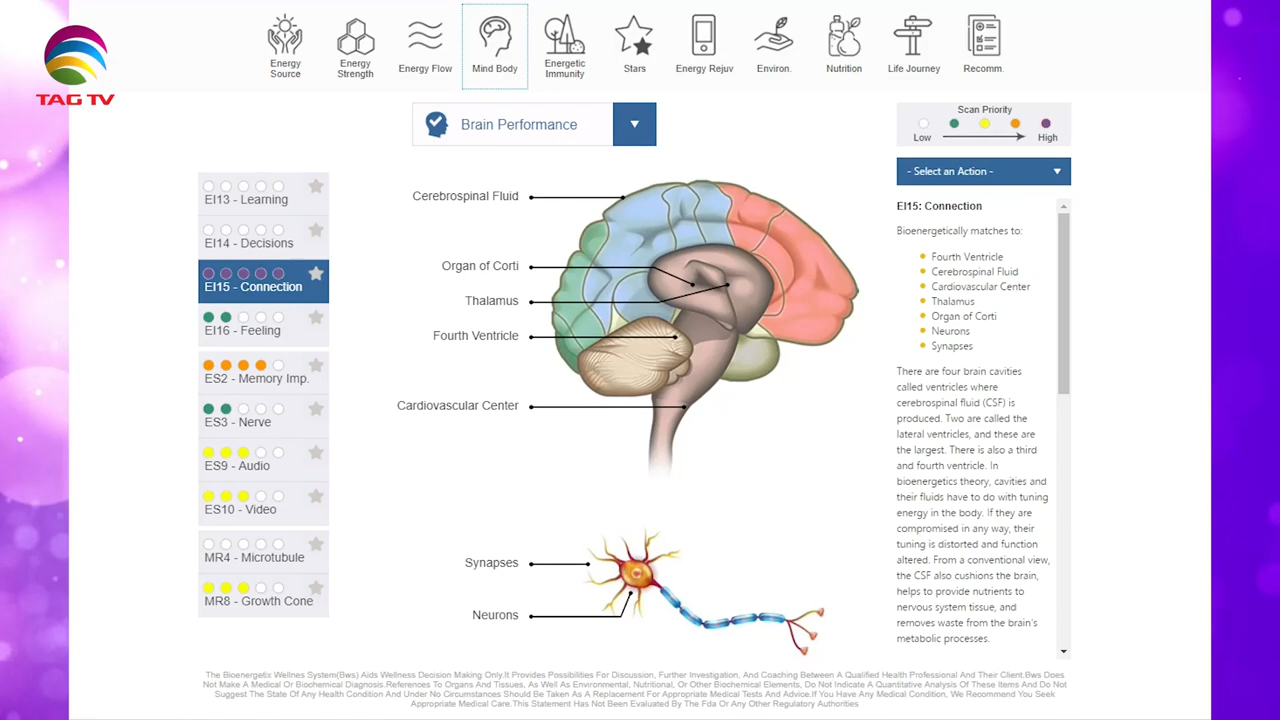 TAG TV
Energy
Source
Energy
Strength
Energy Flow
Mind Body
Energetic
Immunity
Stars
Energy Rejuv
Environ.
Nutrition
Life Journey
Recomm.
Brain Performance
Scan Priority
Low
High
- Select an Action -
EI13 - Learning
EI14 - Decisions
EI15 - Connection
EI16 - Feeling
ES2 - Memory Imp.
ES3 - Nerve
ES9 - Audio
ES10 - Video
MR4 - Microtubule
MR8 - Growth Cone
Cerebrospinal Fluid
Organ of Corti
Thalamus
Fourth Ventricle
Cardiovascular Center
Synapses
Neurons
EI15: Connection
Bioenergetically matches to:
Fourth Ventricle
Cerebrospinal Fluid
Cardiovascular Center
Thalamus
Organ of Corti
Neurons
Synapses
There are four brain cavities
called ventricles where
cerebrospinal fluid (CSF) is
produced. Two are called the
lateral ventricles, and these are
the largest. There is also a third
and fourth ventricle. In
bioenergetics theory, cavities and
their fluids have to do with tuning
energy in the body. If they are
compromised in any way, their
tuning is distorted and function
altered. From a conventional view,
the CSF also cushions the brain,
helps to provide nutrients to
nervous system tissue, and
removes waste from the brain's
metabolic processes.
The Bioenergetix Wellnes System(Bws) Aids Wellness Decision Making Only.It Provides Possibilities For Discussion, Further Investigation, And Coaching Between A Qualified Health Professional And Their Client.Bws Does
Not Make A Medical Or Biochemical Diagnosis.References To Organs And Tissues, As Well As Environmental, Nutritional, Or Other Biochemical Elements, Do Not Indicate A Quantitative Analysis Of These Items And Do Not
Suggest The State Of Any Health Condition And Under No Circumstances Should Be Taken As A Replacement For Appropriate Medical Tests And Advice.If You Have Any Medical Condition, We Recommend You Seek
Appropriate Medical Care.This Statement Has Not Been Evaluated By The Fda Or Any Other Regulatory Authorities